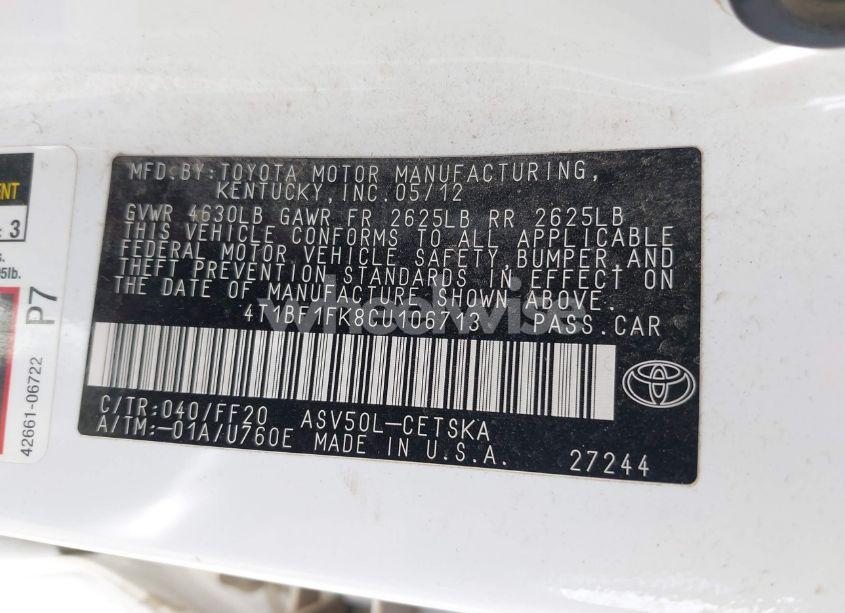 MFD.BY:TOYOTA MOTOR MANUFACTURING,
KENTUCKY,INC.05/12
GVWR 4630LB GAWR FR 2625LB RR 2625LB
THIS VEHICLE CONFORMS TO ALL APPLICABLE
FEDERAL MOTOR VEHICLE SAFETY, BUMPER,AND
THEFT PREVENTION STANDARDS IN EFFECT ON
THE DATE OF MANUFACTURE SHOWN ABOVE.
4T1BF1FK8CU106713 PASS.CAR
wheelwise
C/TR:040/FF20 ASV50L-CETSKA
A/TM:-01A/U760E MADE IN U.S.A. 27244
3
5lb.
P7
42661-06722